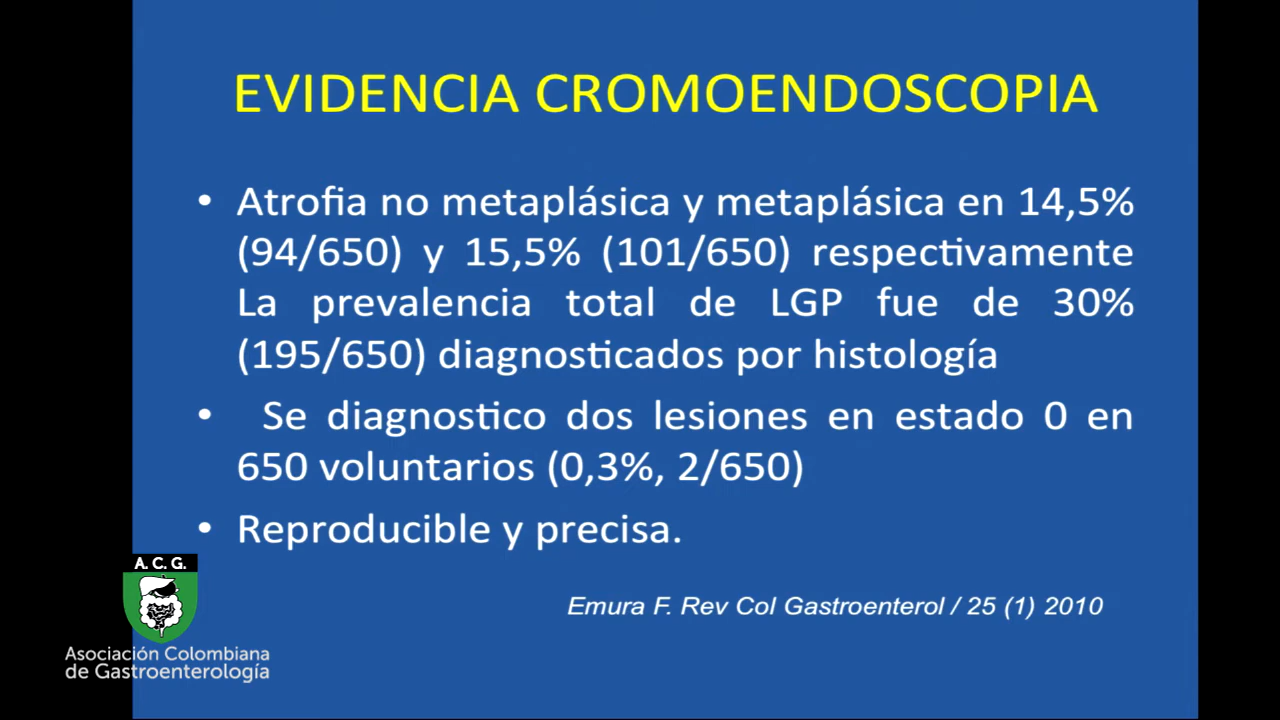 EVIDENCIA CROMOENDOSCOPIA
• Atrofia no metaplásica y metaplásica en 14,5%
(94/650) y 15,5% (101/650) respectivamente
La prevalencia total de LGP fue de 30%
(195/650) diagnosticados por histología
• Se diagnostico dos lesiones en estado 0 en
650 voluntarios (0,3%, 2/650)
• Reproducible y precisa.
Emura F. Rev Col Gastroenterol / 25 (1) 2010
A. C. G.
Asociación Colombiana
de Gastroenterología